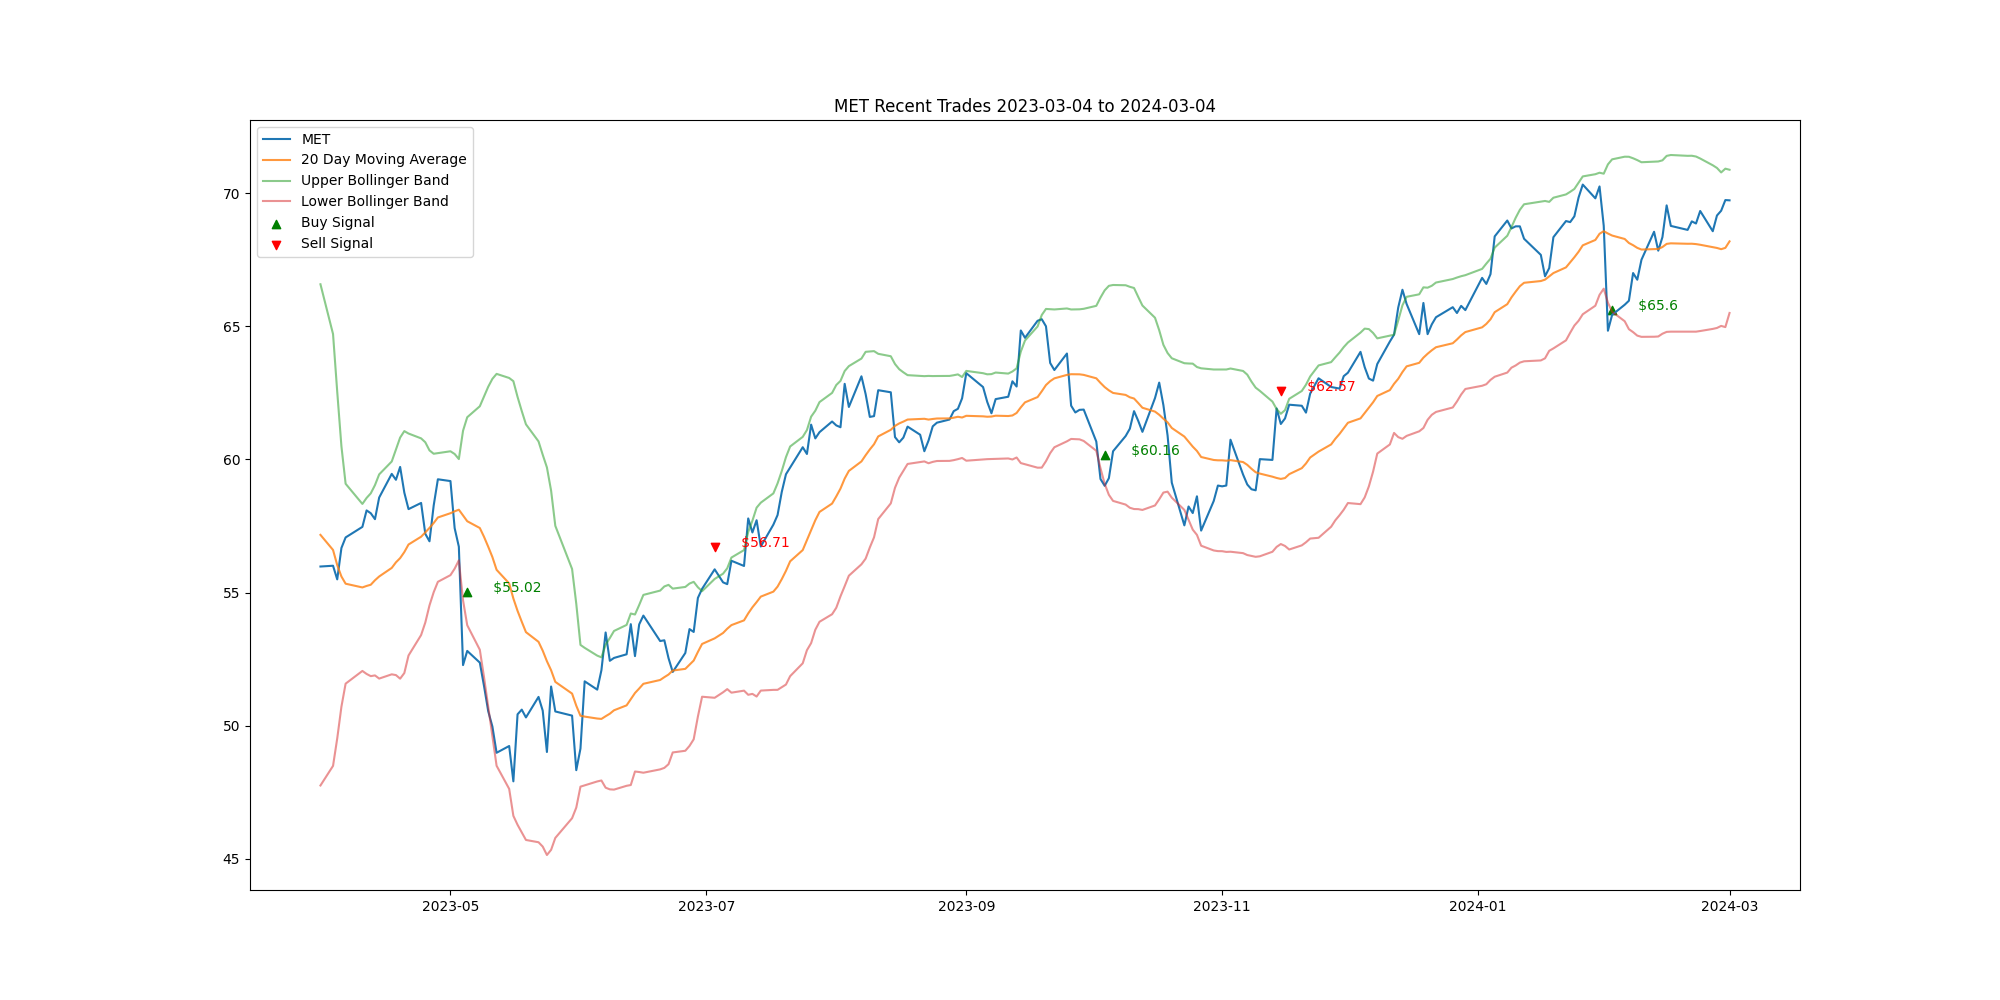 MET Recent Trades 2023-03-04 to 2024-03-04
MET
20 Day Moving Average
Upper Bollinger Band
Lower Bollinger Band
Buy Signal
Sell Signal
70
65
60
55
50
45
$55.02
$56.71
$60.16
$62.57
$65.6
2023-05
2023-07
2023-09
2023-11
2024-01
2024-03